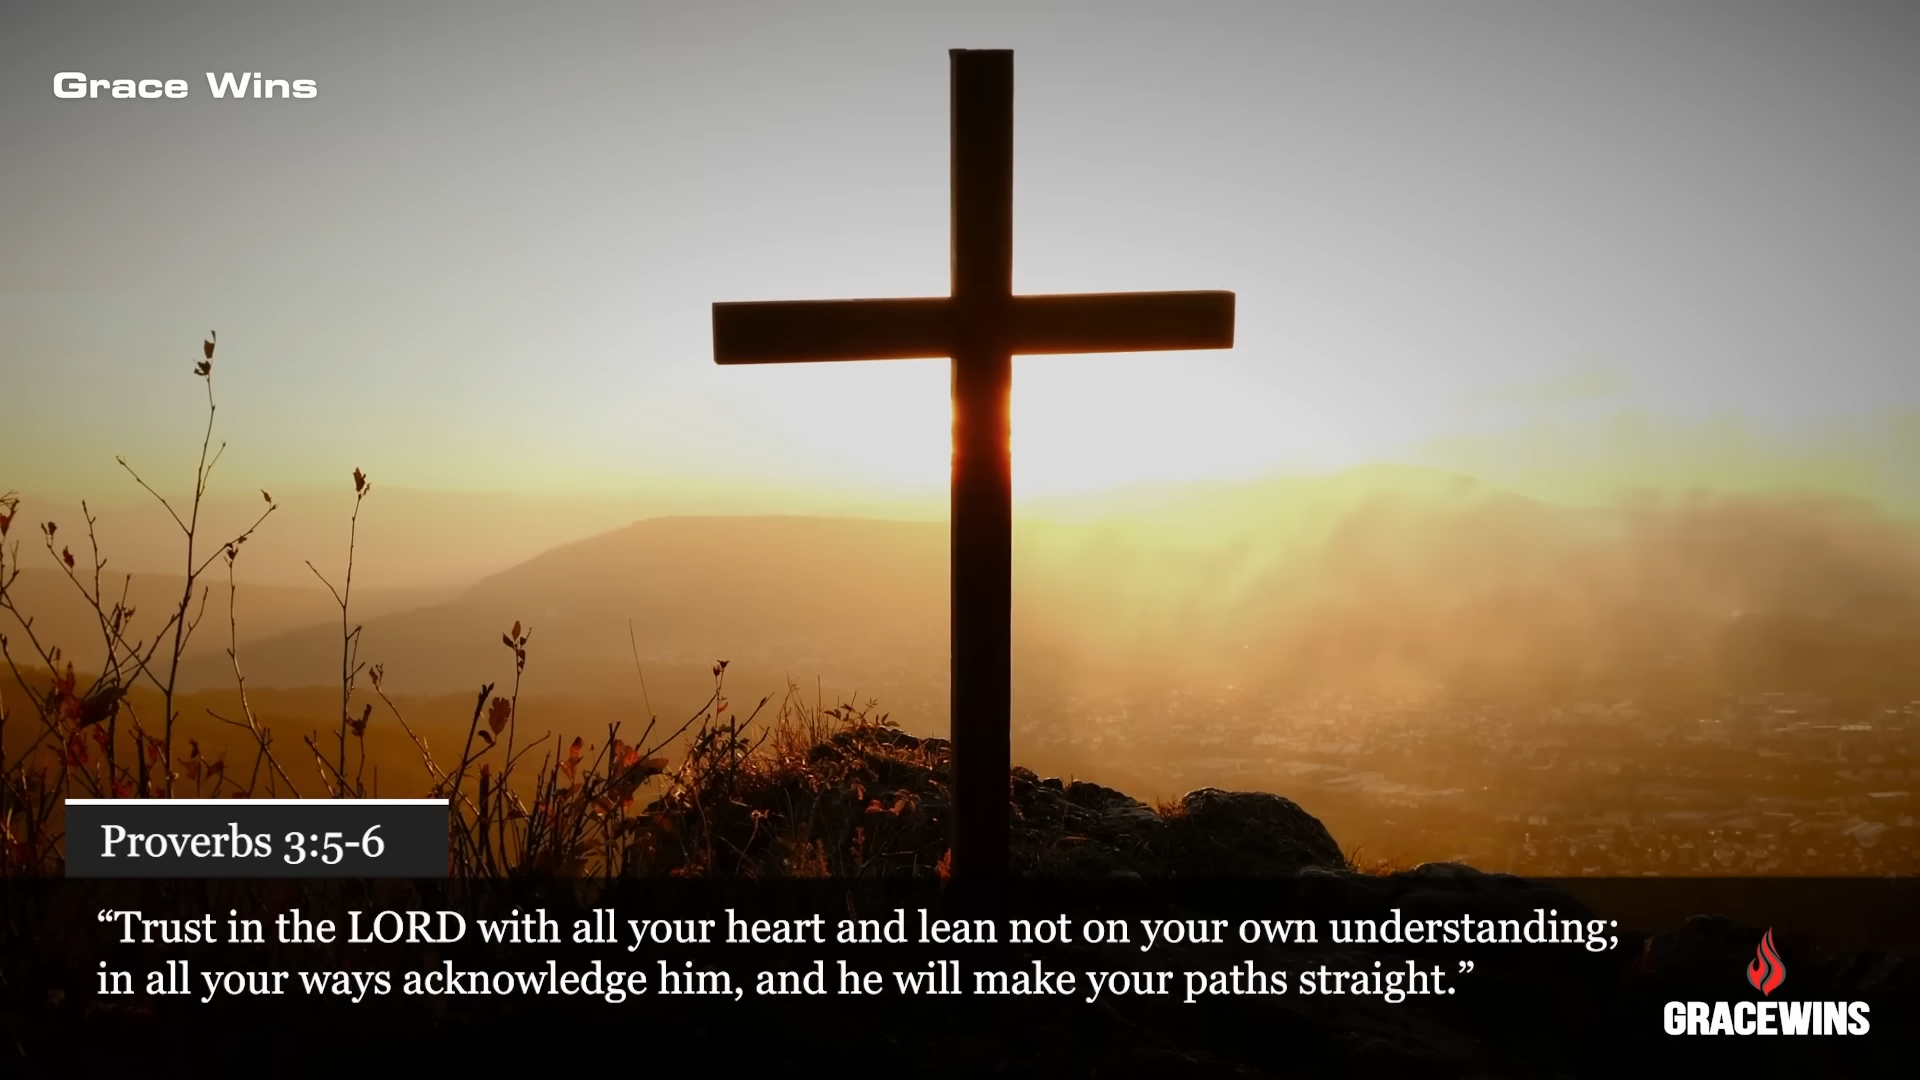 Grace Wins
Proverbs 3:5-6
“Trust in the LORD with all your heart and lean not on your own understanding;
in all your ways acknowledge him, and he will make your paths straight.”
GRACEWINS